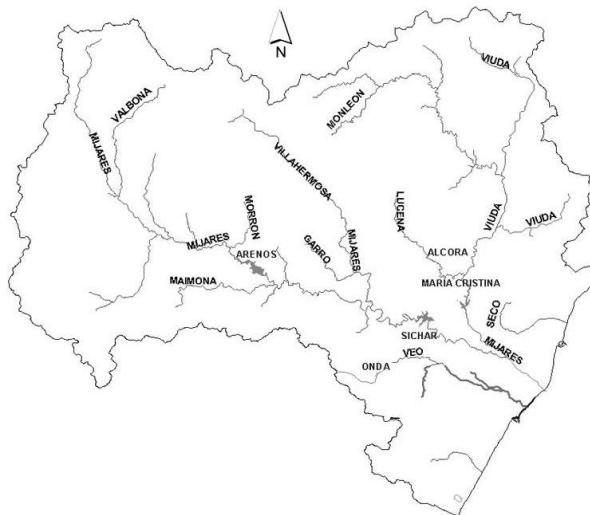 N
VIUDA
VALBONA
MONLEON
MIJARES
VILLAHERMOSA
MORRON
LUCENA
VIUDA
VIUDA
MIJARES
MIJARES
GARRO
ARENOS
ALCORA
MAIMONA
MARIA CRISTINA
SECO
SICHAR
MIJARES
VEO
ONDA